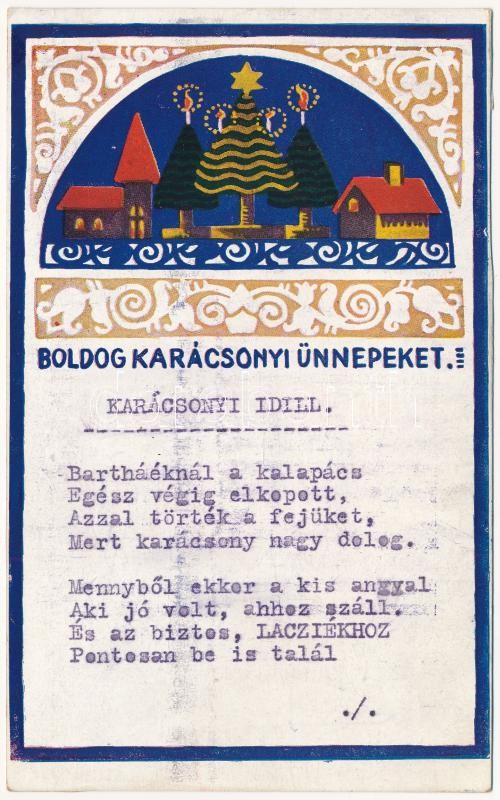 BOLDOG KARÁCSONYI ÜNNEPEKET.
KARÁCSONYI IDILL.
Bartháéknál a kalapács
Egész végig elkopott,
Azzal törték a fejüket,
Mert karácsony nagy dolog.
Mennyből ekkor a kis angyal
Aki jó volt, ahhoz száll.
És az biztos, LACZIÉKHOZ
Pontosan be is talál
./.